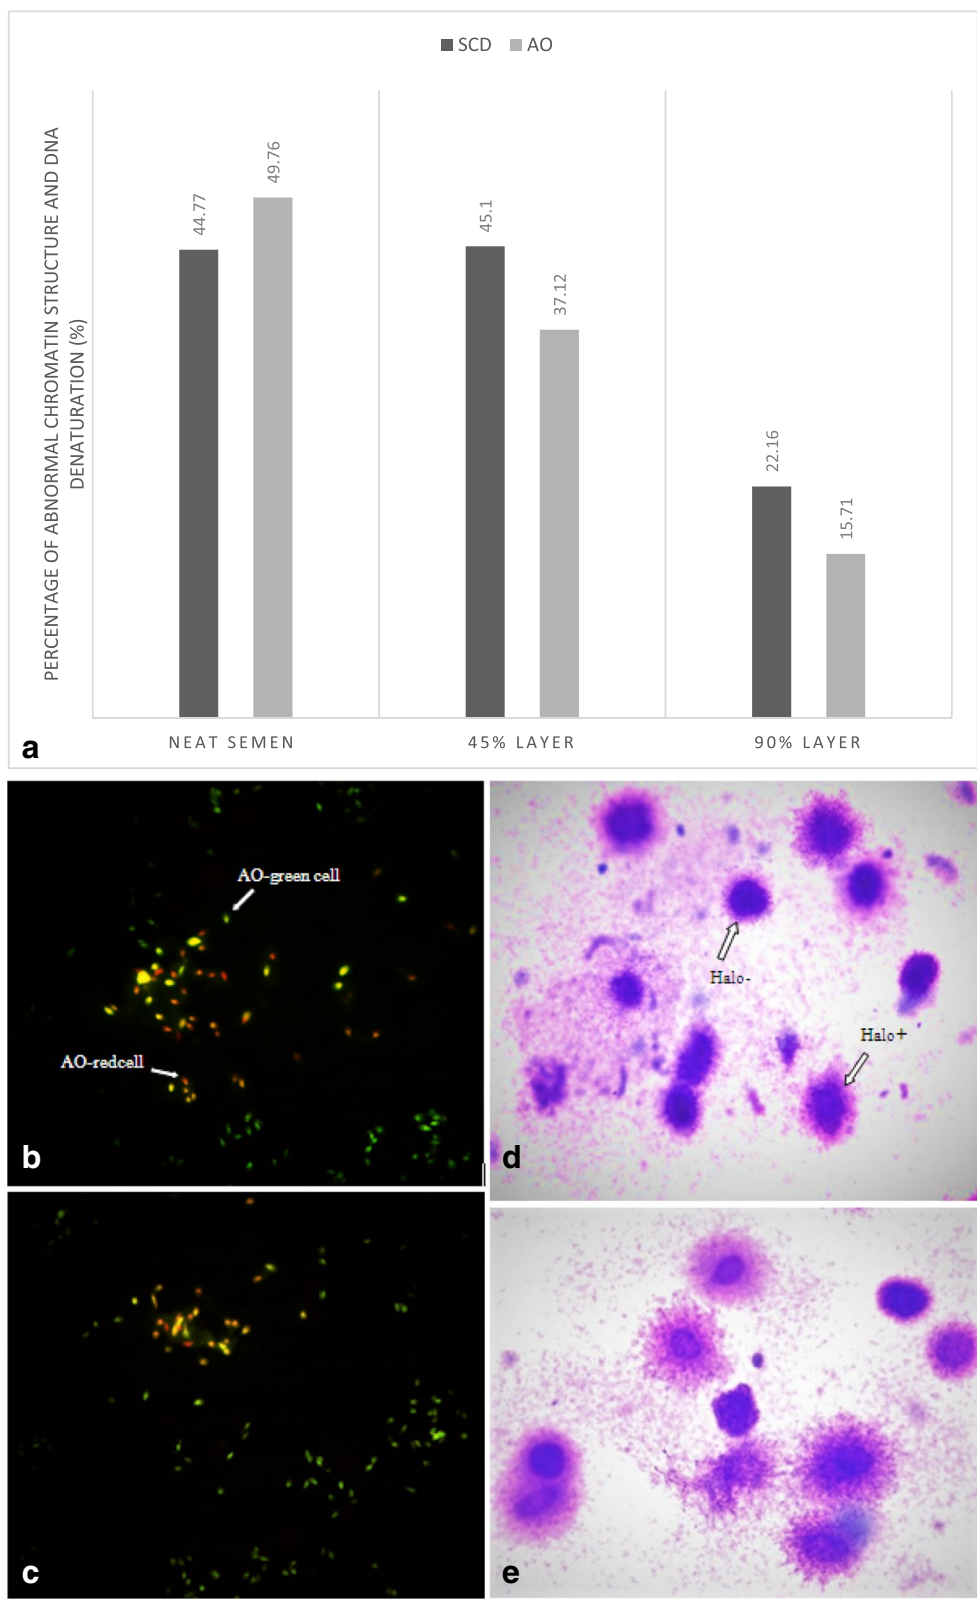 SCD AO
PERCENTAGE OF ABNORMAL CHROMATIN STRUCTURE AND DNA
DENATURATION (%)
44.77
49.76
45.1
37.12
22.16
15.71
NEAT SEMEN
45% LAYER
90% LAYER
a
AO-green cell
AO-redcell
b
Halo-
Halo+
d
c
e